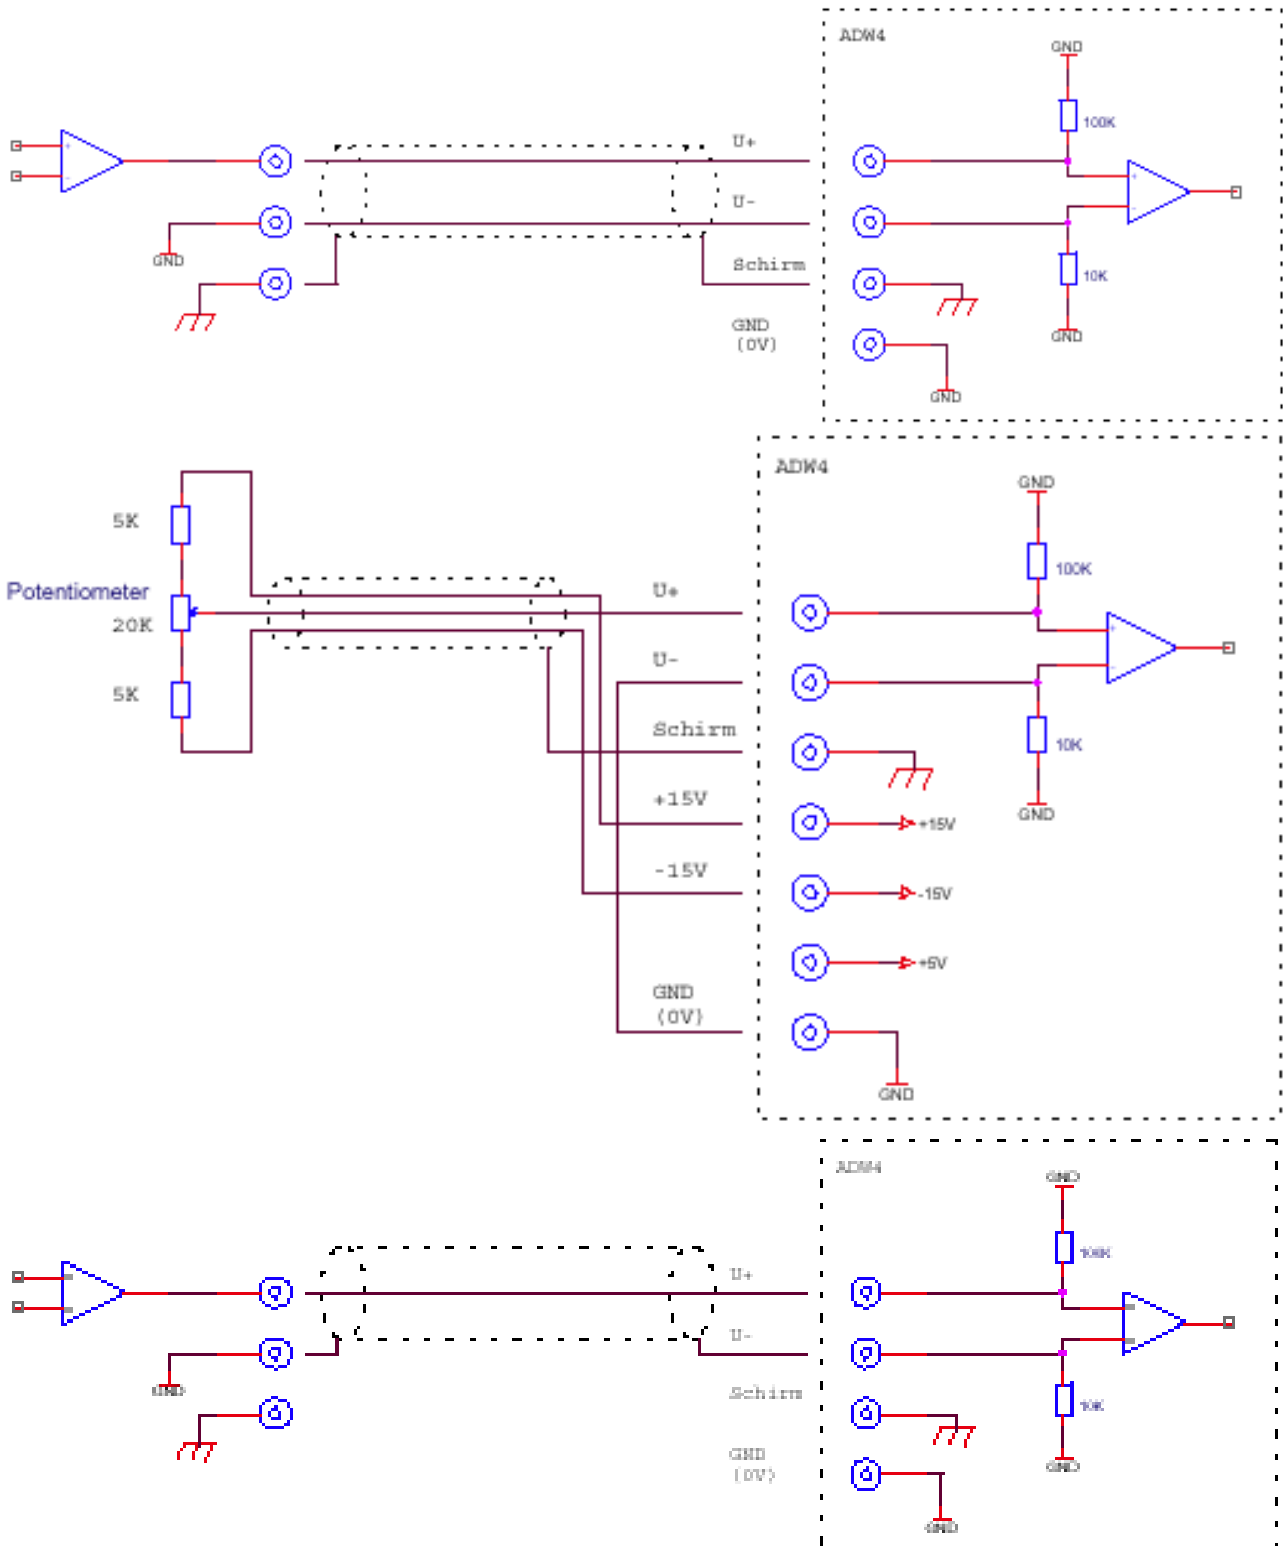 ADW4
GND
100K
U+
U-
GND
Schirm
10K
GND
(0V)
GND
GND
ADW4
GND
5K
100K
Potentiometer
U+
20K
U-
5K
Schirm
10K
+15V
GND
+15V
-15V
-15V
+5V
GND
(0V)
GND
ADW4
GND
100K
U+
U-
GND
Schirm
10K
GND
(0V)
GND
GND